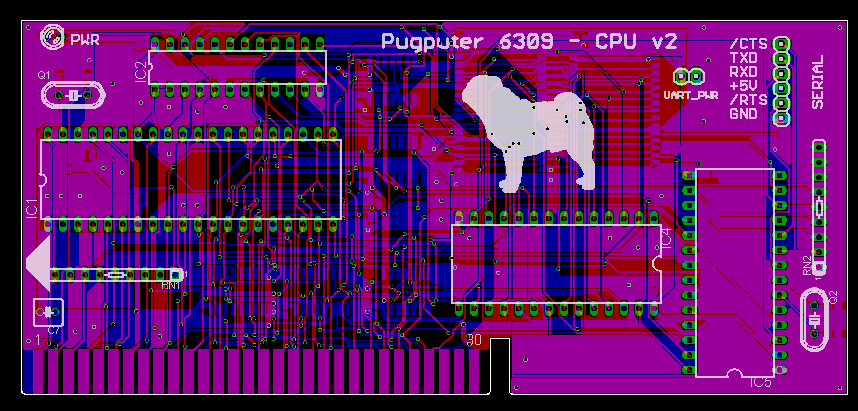 PWR
Pugputer 6309 - CPU v2
/CTS
TXD
RXD
+5V
/RTS
GND
SERIAL
UART_PWR
Q1
IC2
IC1
IC4
RN1
RN2
Q2
C7
1
30
IC5